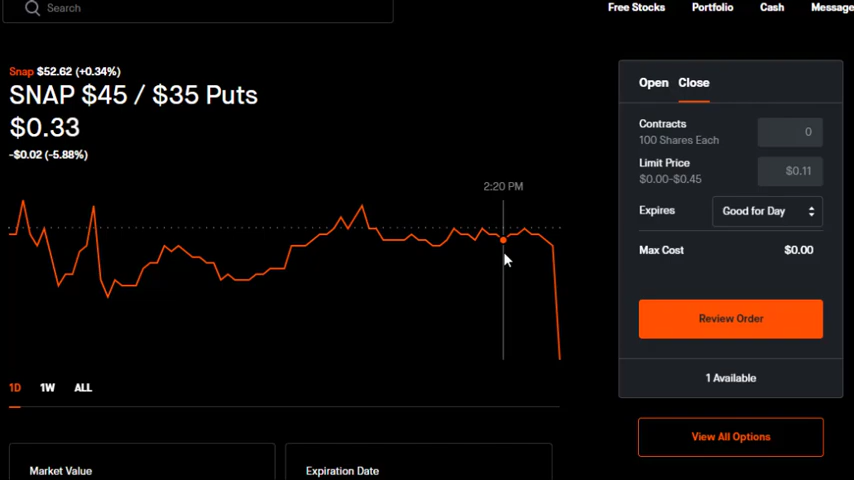 Search
Free Stocks Portfolio Cash Message
Snap $52.62 (+0.34%)
SNAP $45 / $35 Puts
$0.33
-$0.02 (-5.88%)
2:20 PM
1D 1W ALL
Market Value
Expiration Date
Open Close
Contracts 0
100 Shares Each
Limit Price $0.11
$0.00-$0.45
Expires Good for Day
Max Cost $0.00
Review Order
1 Available
View All Options